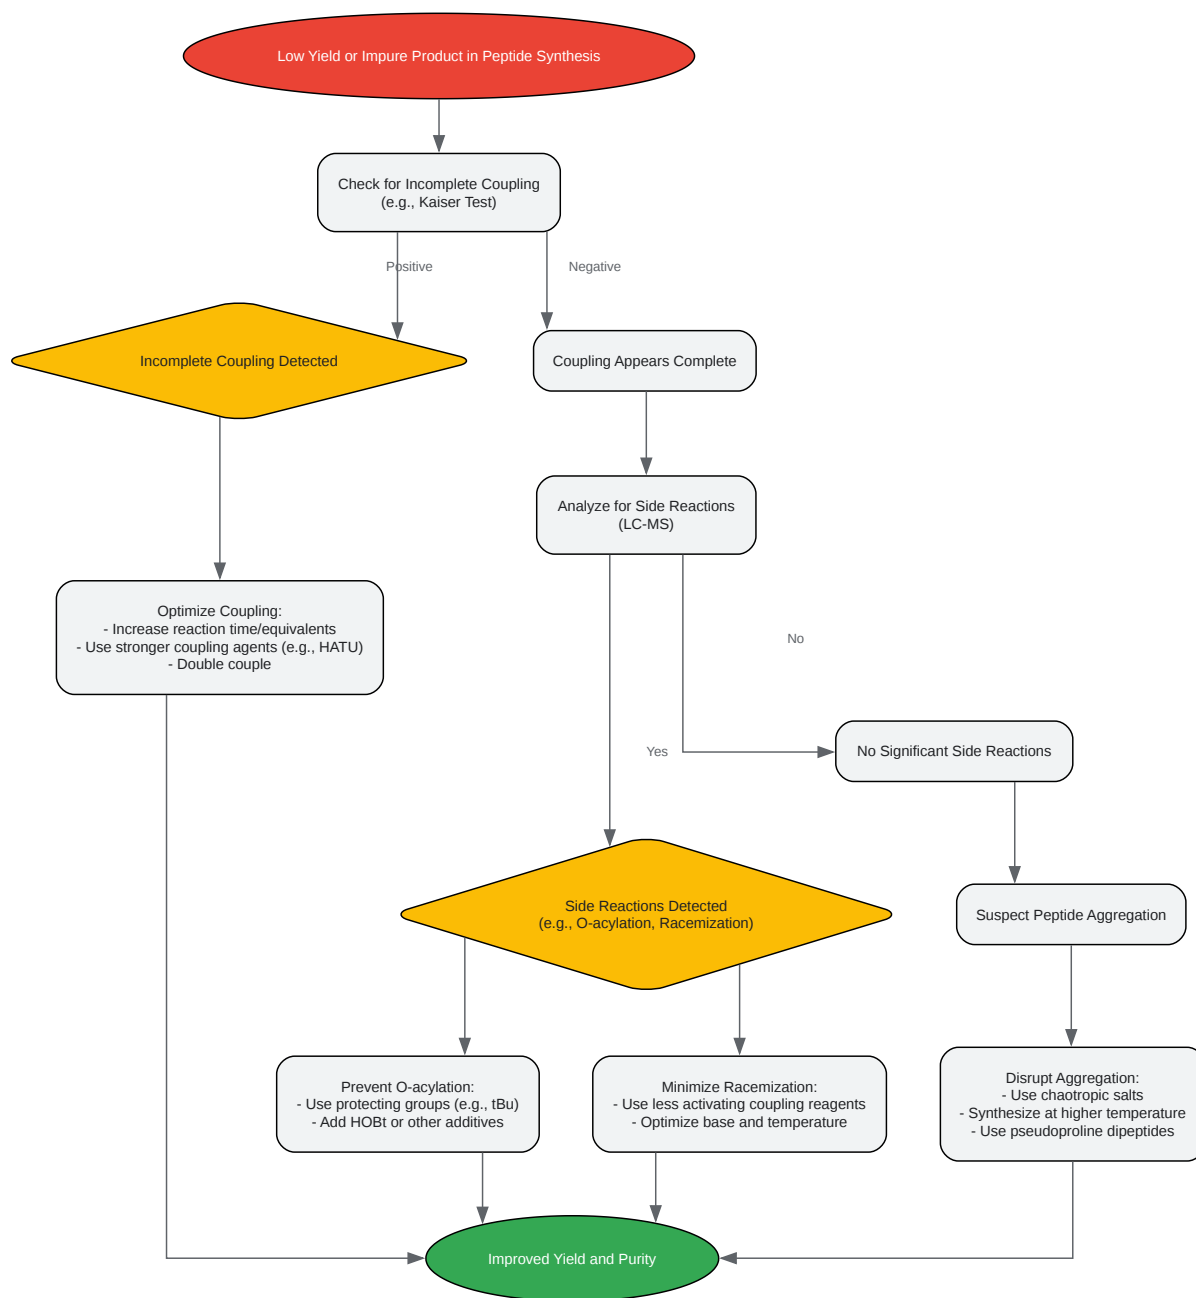 Low Yield or Impure Product in Peptide Synthesis
Check for Incomplete Coupling
(e.g., Kaiser Test)
Positive
Negative
Incomplete Coupling Detected
Coupling Appears Complete
Analyze for Side Reactions
(LC-MS)
Optimize Coupling:
- Increase reaction time/equivalents
- Use stronger coupling agents (e.g., HATU)
- Double couple
No
Yes
No Significant Side Reactions
Side Reactions Detected
(e.g., O-acylation, Racemization)
Suspect Peptide Aggregation
Prevent O-acylation:
- Use protecting groups (e.g., tBu)
- Add HOBt or other additives
Minimize Racemization:
- Use less activating coupling reagents
- Optimize base and temperature
Disrupt Aggregation:
- Use chaotropic salts
- Synthesize at higher temperature
- Use pseudoproline dipeptides
Improved Yield and Purity